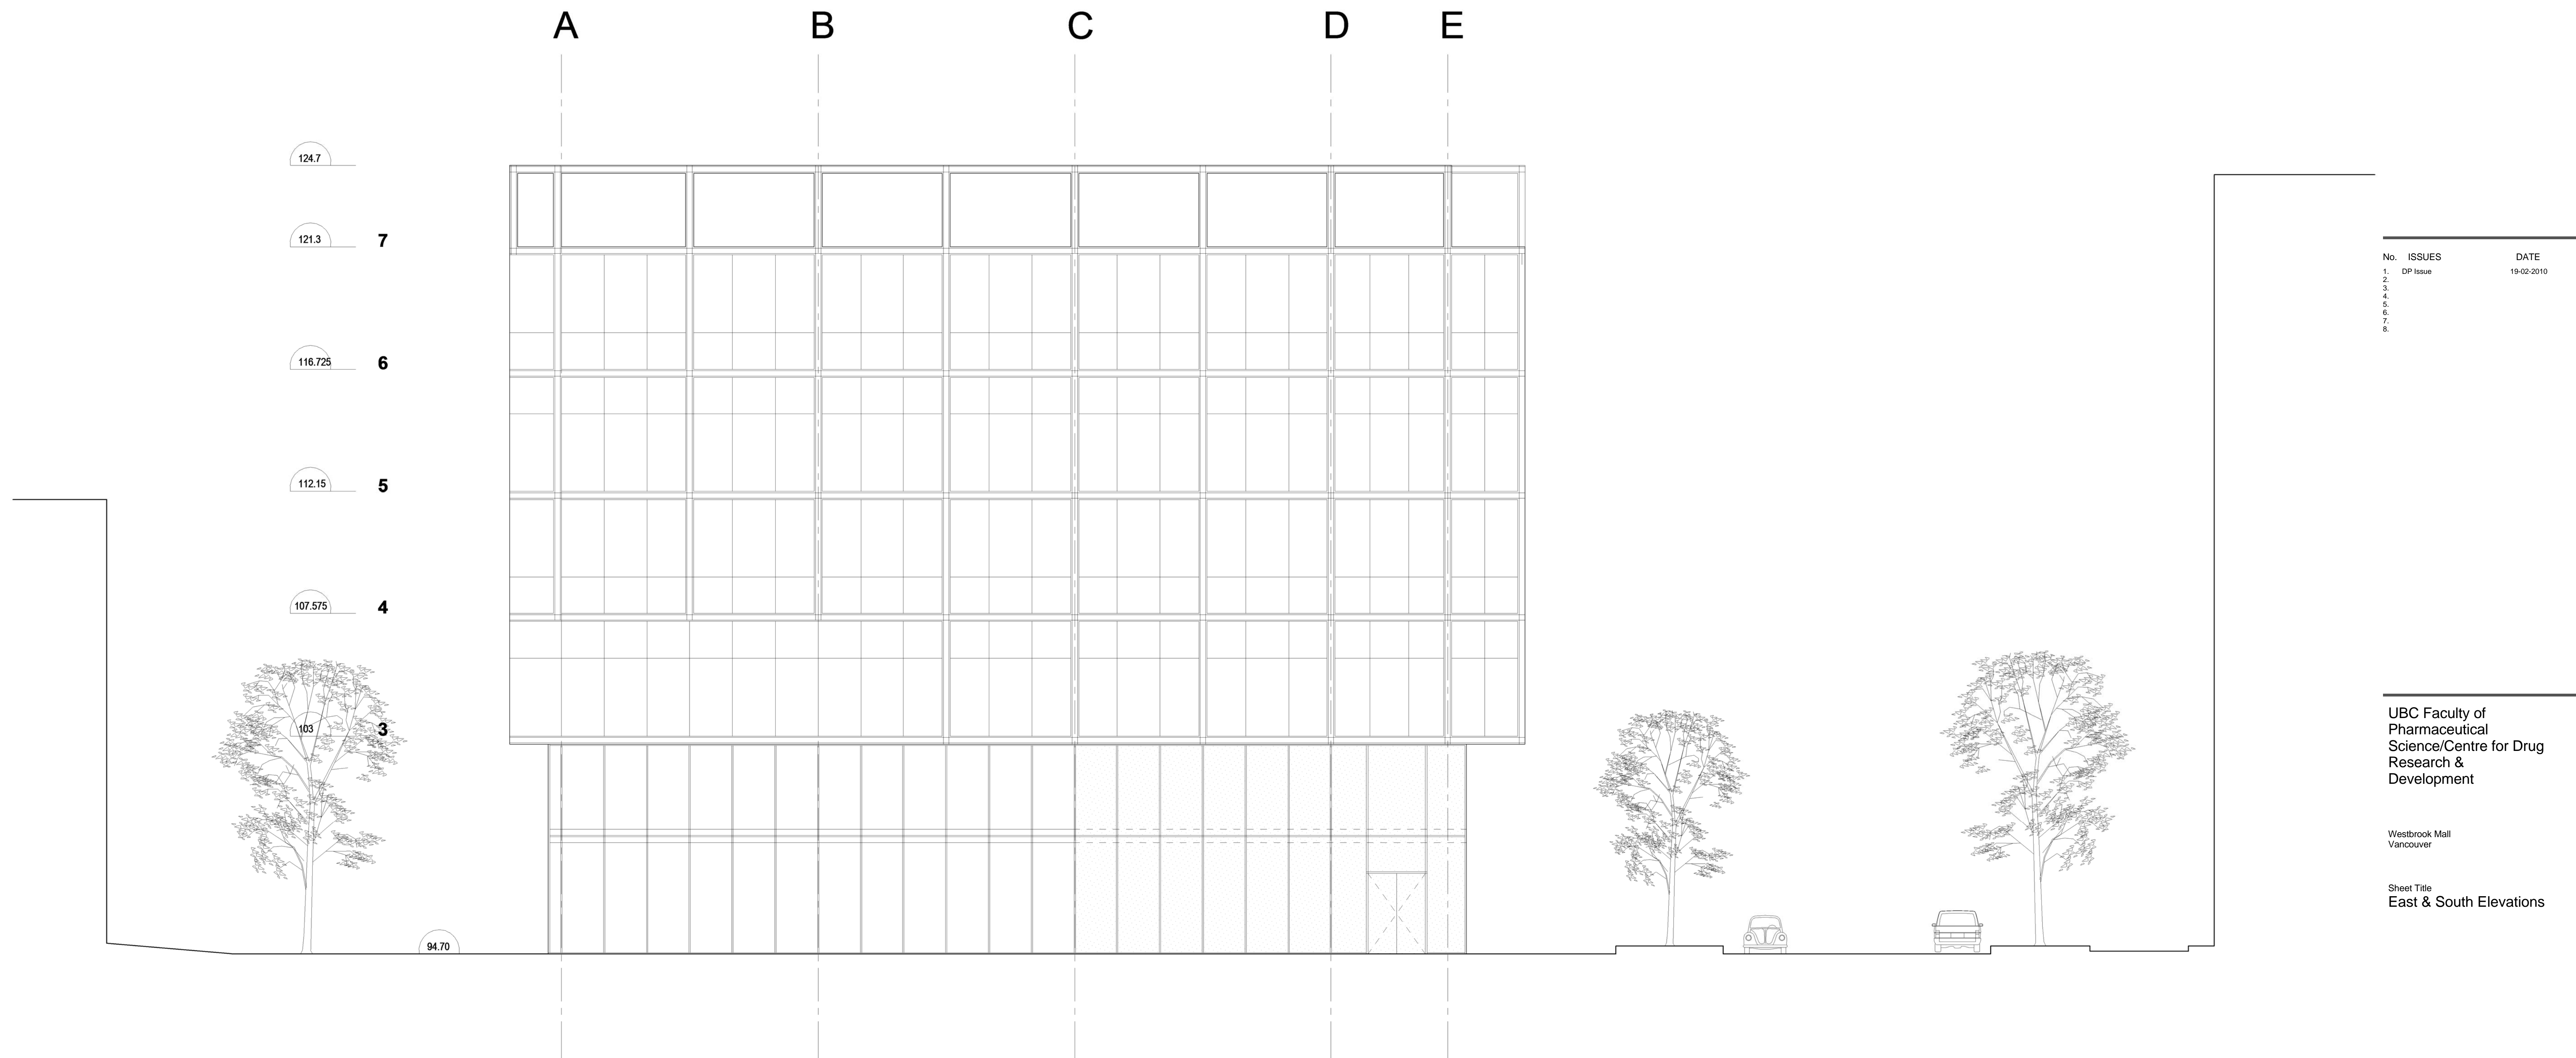 A B C D E
124.7
121.3 7
116.725 6
112.15 5
107.575 4
103 3
94.70
No. ISSUES DATE
1. DP Issue 19-02-2010
2.
3.
4.
5.
6.
7.
8.
UBC Faculty of
Pharmaceutical
Science/Centre for Drug
Research &
Development
Westbrook Mall
Vancouver
Sheet Title
East & South Elevations